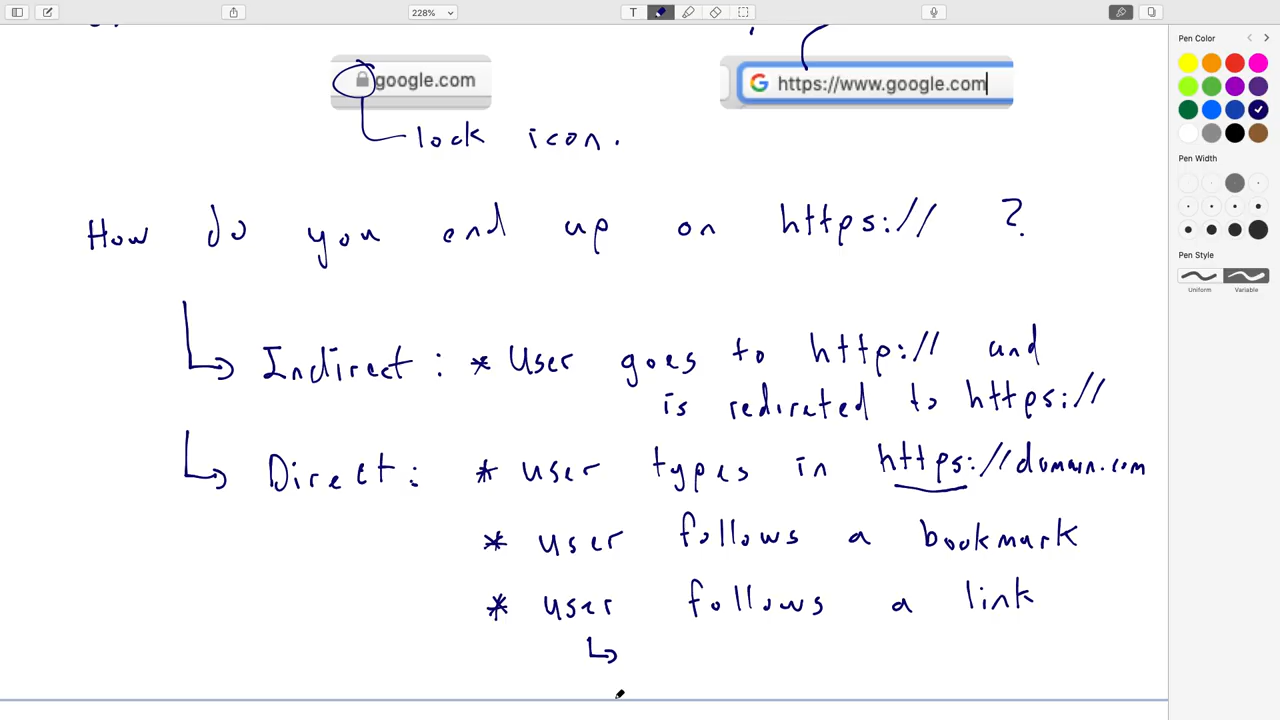 228%
T
Pen Color
google.com
G https://www.google.com
lock icon.
Pen Width
How do you end up on https:// ?
Pen Style
Uniform Variable
Indirect: * User goes to http:// and
is redirected to https://
Direct: * user types in https://domain.com
* user follows a bookmark
* user follows a link